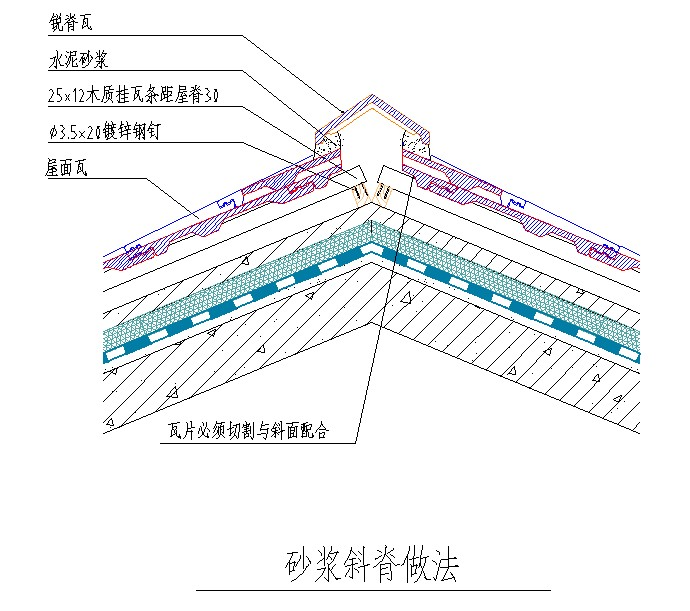 锐脊瓦
水泥砂浆
25×12木质挂瓦条距屋脊30
φ3.5×20镀锌钢钉
屋面瓦
瓦片必须切割与斜面配合
砂浆斜脊做法